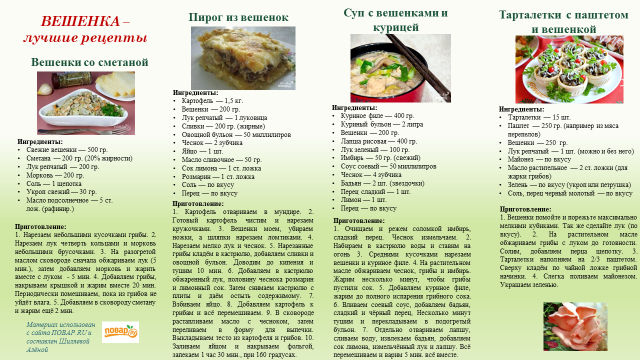 ВЕШЕНКА –
лучшие рецепты
Вешенки со сметаной
Ингредиенты:
• Свежие вешенки — 500 гр.
• Сметана — 200 гр. (20% жирности)
• Лук репчатый — 200 гр.
• Морковь — 200 гр.
• Соль — 1 щепотка
• Укроп свежий — 30 гр.
• Масло подсолнечное — 5 ст.
лож. (рафинир.)
Приготовление:
1. Нарезаем небольшими кусочками грибы. 2.
Нарезаем лук четверть кольцами и морковь
небольшими брусочками. 3. На разогретой
маслом сковороде сначала обжариваем лук (5
мин.), затем добавляем морковь и жарить
вместе с луком - 5 мин. 4. Добавляем грибы,
накрываем крышкой и жарим вместе 20 мин.
Периодически помешиваем, пока из грибов не
уйдёт влага. 5. Добавляем в сковороду сметану
и жарим ещё 2 мин.
Материал использован
с сайта ПОВАР.RU и
составлен Шиляевой
Алёной
повар
Пирог из вешенок
Ингредиенты:
• Картофель — 1,5 кг.
• Вешенки — 200 гр.
• Лук репчатый — 1 луковица
• Сливки — 200 гр. (жирные)
• Овощной бульон — 50 миллилитров
• Чеснок — 2 зубчика
• Яйцо — 1 шт.
• Масло сливочное — 50 гр.
• Сок лимона — 1 ст. ложка
• Розмарин — 1 ст. ложка
• Соль — по вкусу
• Перец — по вкусу
Приготовление:
1. Картофель отвариваем в мундире. 2.
Готовый картофель чистим и нарезаем
кружочками. 3. Вешенки моем, убираем
ножки, а шляпки нарезаем ломтиками. 4.
Нарезаем мелко лук и чеснок. 5. Нарезанные
грибы кладём в кастрюлю, добавляем сливки и
овощной бульон. Доводим до кипения и
тушим 10 мин. 6. Добавляем в кастрюлю
обжаренный лук, половину чеснока розмарин
и лимонный сок. Затем снимаем кастрюлю с
плиты и даём остыть содержимому. 7.
Взбиваем яйцо. 8. Добавляем картофель к
грибам и всё перемешиваем. 9. В сковороде
растапливаем масло с чесноком, затем
переливаем в форму для выпечки.
Выкладываем тесто из картофеля и грибов. 10.
Заливаем яйцом и накрываем фольгой,
запекаем 1 час 30 мин., при 160 градусах.
Суп с вешенками и
курицей
Ингредиенты:
• Куриное филе — 400 гр.
• Куриный бульон — 2 литра
• Вешенки — 200 гр.
• Лапша рисовая — 400 гр.
• Лук зеленый — 100 гр.
• Имбирь — 50 гр. (свежий)
• Соус соевый — 50 миллилитров
• Чеснок — 4 зубчика
• Бадьян — 2 шт. (звездочки)
• Перец сладкий — 1 шт.
• Лимон — 1 шт.
• Перец — по вкусу
Приготовление:
1. Очищаем и режем соломкой имбирь,
сладкий перец. Чеснок измельчаем. 2.
Набираем в кастрюлю воды и ставим на
огонь. 3. Средними кусочками нарезаем
вешенки и куриное филе. 4. На растительном
масле обжариваем чеснок, грибы и имбирь.
Жарим несколько минут, чтобы грибы
пустили сок. 5. Добавляем куриное филе,
жарим до полного испарения грибного сока.
6. Вливаем соевый соус, добавляем бадьян,
сладкий и чёрный перец. Несколько минут
тушим и перекладываем в подогретый
бульон. 7. Отдельно отвариваем лапшу,
сливаем воду, извлекаем бадьян, добавляем
сок лимона, измельчённый лук и лапшу. Всё
перемешиваем и варим 5 мин. всё вместе.
Тарталетки с паштетом
и вешенкой
Ингредиенты:
• Тарталетки — 15 шт.
• Паштет — 250 гр. (например из мяса
перепелов)
• Вешенки — 250 гр.
• Лук репчатый — 1 шт. (можно и без него)
• Майонез — по вкусу
• Масло растительное — 2 ст. ложки (для
жарки грибов)
• Зелень — по вкусу (укроп или петрушка)
• Соль, перец черный молотый — по вкусу
Приготовление:
1. Вешенки помойте и порежьте максимально
мелкими кубиками. Так же сделайте лук (по
вкусу). 2. На растительном масле
обжариваем грибы с луком до готовности.
Солим, добавляем перца щепотку. 3.
Тарталетки наполняем на 2/3 паштетом.
Сверху кладём по чайной ложке грибной
начинки. 4. Слегка поливаем майонезом.
Украшаем зеленью.